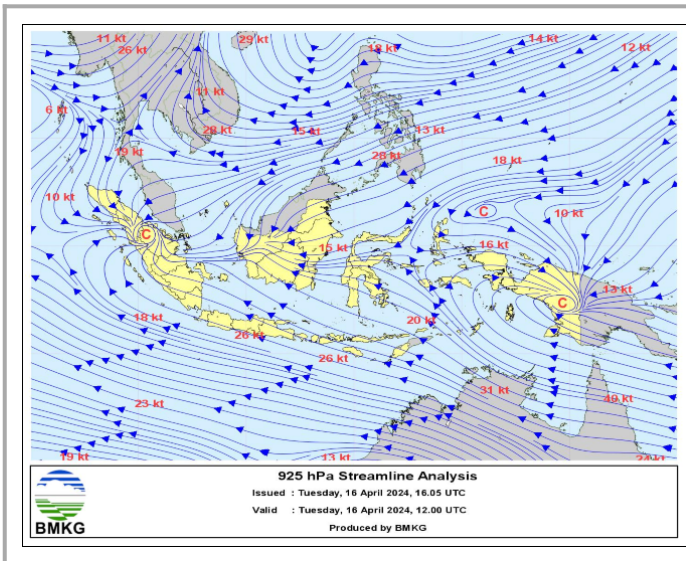 11 kt
29 kt
14 kt
26 kt
18 kt
12 kt
11 kt
6 kt
28 kt
15 kt
13 kt
19 kt
28 kt
18 kt
10 kt
C
10 kt
C
15 kt
16 kt
13 kt
C
18 kt
20 kt
26 kt
26 kt
31 kt
40 kt
23 kt
19 kt
13 kt
24 kt
925 hPa Streamline Analysis
Issued : Tuesday, 16 April 2024, 16.05 UTC
Valid : Tuesday, 16 April 2024, 12.00 UTC
Produced by BMKG
BMKG